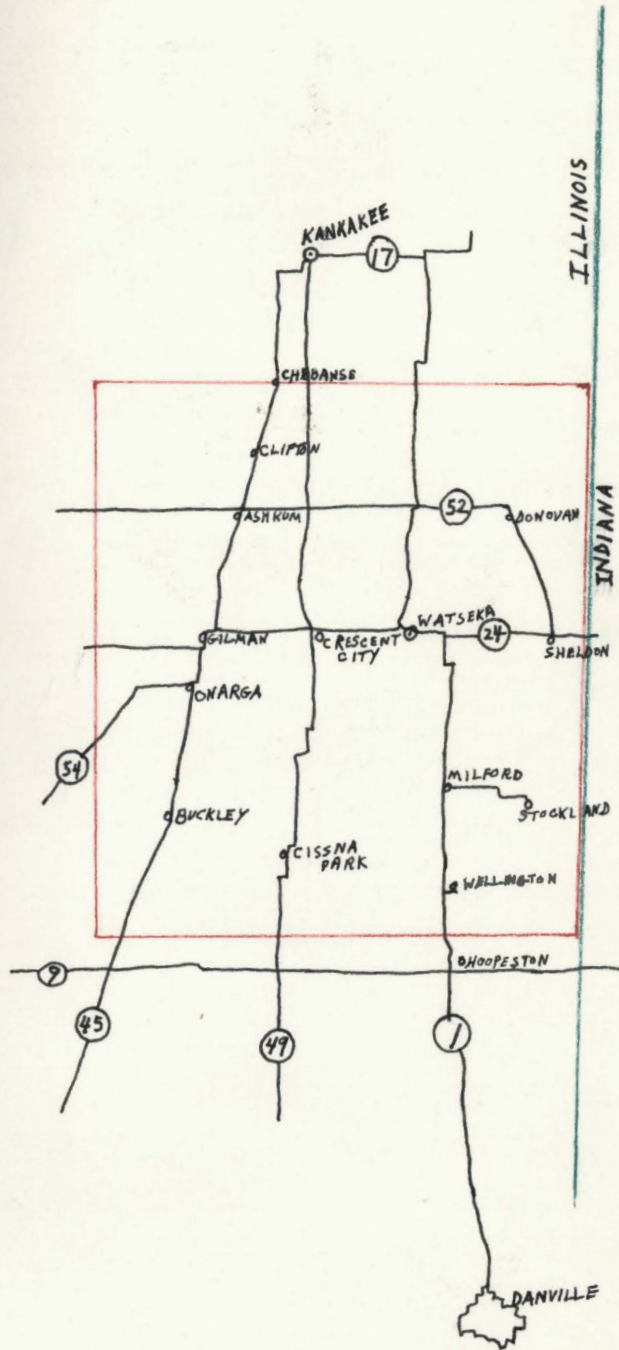 ILLINOIS
KANKAKEE
17
CHEBANSE
CLIFTON
52
ASHKUM
DONOVAN
INDIANA
WATSEKA
GILMAN
CRESCENT
CITY
24
SHELDON
ONARGA
54
MILFORD
STOCKLAND
BUCKLEY
CISSNA
PARK
WELLINGTON
HOOPESTON
9
45
49
1
DANVILLE